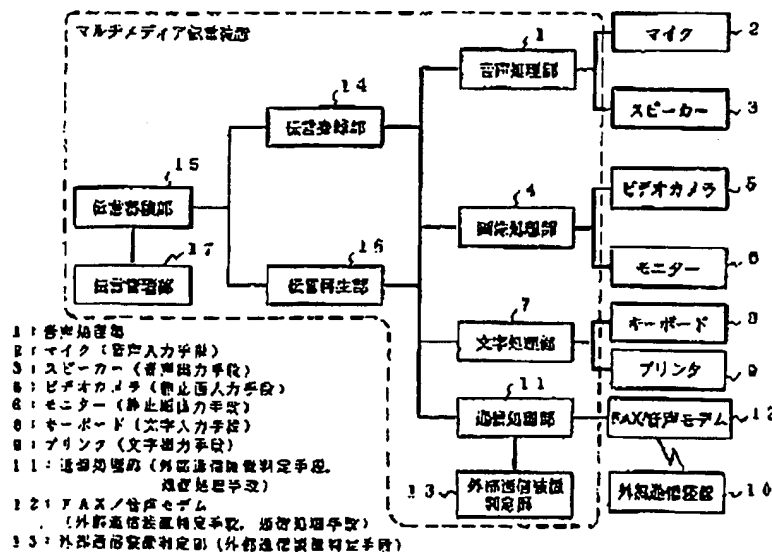 マルチメディア伝言装置
1
音声処理部
マイク
2
スピーカー
3
14
伝言登録部
15
伝言蓄積部
17
伝言管理部
16
伝言再生部
4
画像処理部
ビデオカメラ
5
モニター
6
7
文字処理部
キーボード
8
プリンタ
9
11
通信処理部
FAX/音声モデム
12
13
外部通信装置
判定部
外部通信装置
10
1:音声処理部
2:マイク(音声入力手段)
3:スピーカー(音声出力手段)
5:ビデオカメラ(静止画入力手段)
6:モニター(静止画出力手段)
8:キーボード(文字入力手段)
9:プリンタ(文字出力手段)
11:通信処理部(外部通信装置判定手段,
通信処理手段)
12:FAX/音声モデム
(外部通信装置判定手段, 通信処理手段)
13:外部通信装置判定部(外部通信装置判定手段)